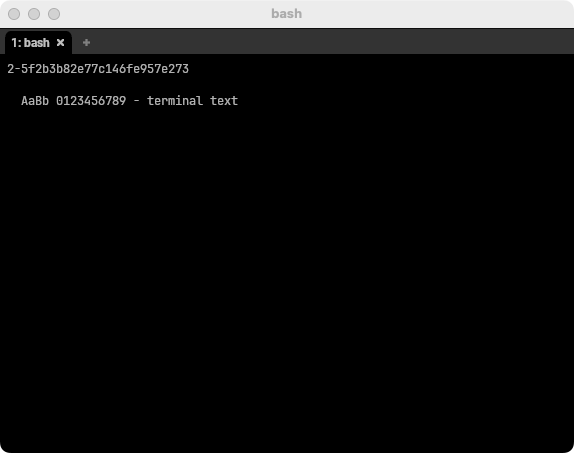 bash
1: bash × +
2-5f2b3b82e77c146fe957e273
AaBb 0123456789 - terminal text